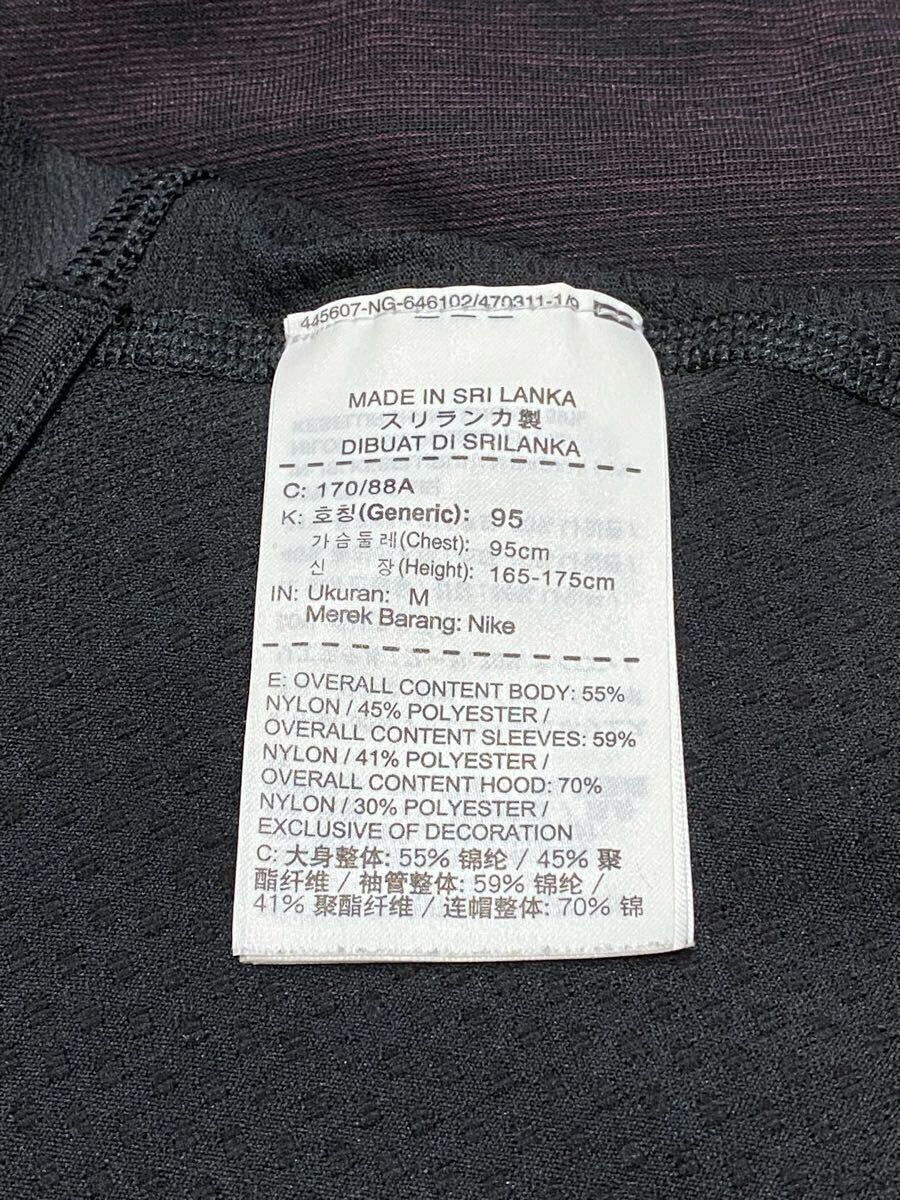 445607-NG-646102/470311-1/0
MADE IN SRI LANKA
スリランカ製
DIBUAT DI SRILANKA
C: 170/88A
K: 호칭(Generic): 95
가슴둘레(Chest): 95cm
신 장(Height): 165-175cm
IN: Ukuran: M
Merek Barang: Nike
E: OVERALL CONTENT BODY: 55%
NYLON / 45% POLYESTER /
OVERALL CONTENT SLEEVES: 59%
NYLON / 41% POLYESTER /
OVERALL CONTENT HOOD: 70%
NYLON / 30% POLYESTER /
EXCLUSIVE OF DECORATION
C: 大身整体: 55% 锦纶 / 45% 聚
酯纤维 / 袖管整体: 59% 锦纶 /
41% 聚酯纤维 / 连帽整体: 70% 锦